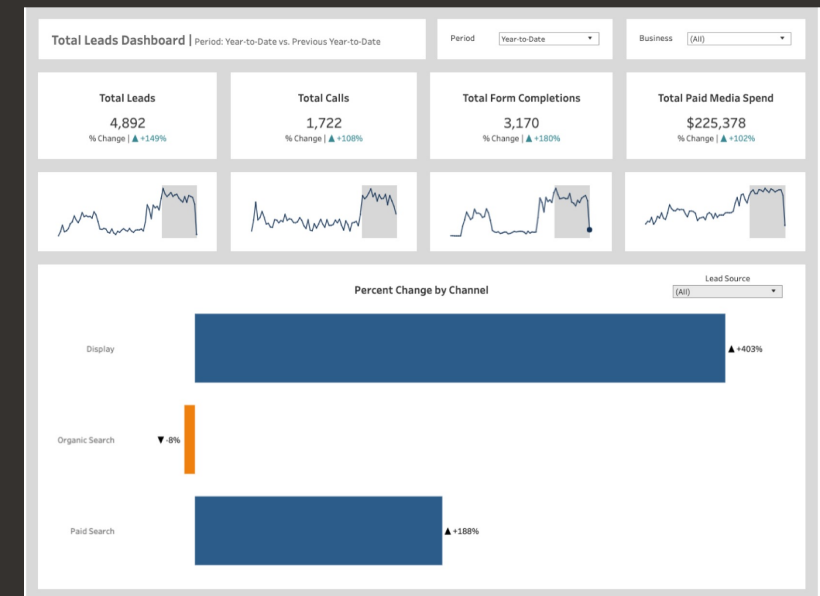 Total Leads Dashboard | Period: Year-to-Date vs. Previous Year-to-Date
Period
Year-to-Date
Business
(All)
Total Leads
4,892
% Change | ▲ +149%
Total Calls
1,722
% Change | ▲ +108%
Total Form Completions
3,170
% Change | ▲ +180%
Total Paid Media Spend
$225,378
% Change | ▲ +102%
Percent Change by Channel
Lead Source
(All)
Display
▲ +403%
Organic Search
▼ -8%
Paid Search
▲ +188%